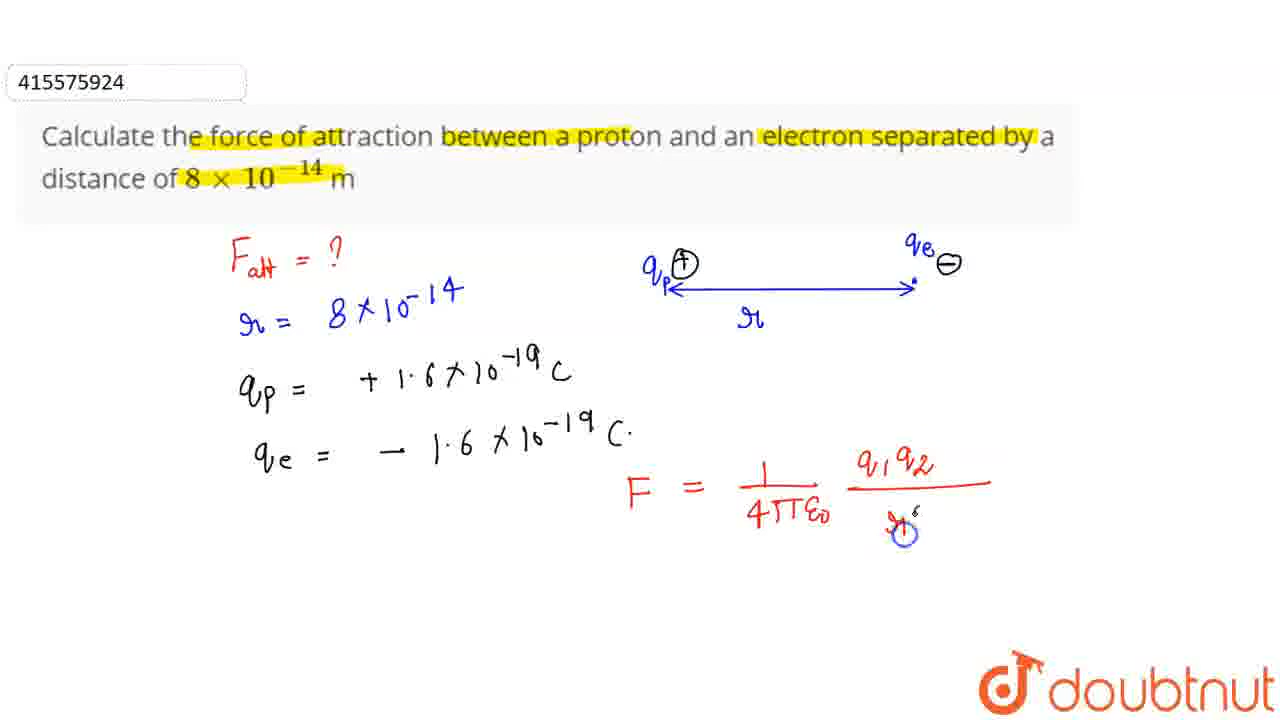 415575924
Calculate the force of attraction between a proton and an electron separated by a
distance of 8 × 10⁻¹⁴ m
F_att = ?
r = 8 × 10⁻¹⁴
q_p = + 1.6 × 10⁻¹⁹ C
q_e = − 1.6 × 10⁻¹⁹ C.
q_p + q_e −
r
F = 1/4πε₀ q₁q₂/r
doubtnut